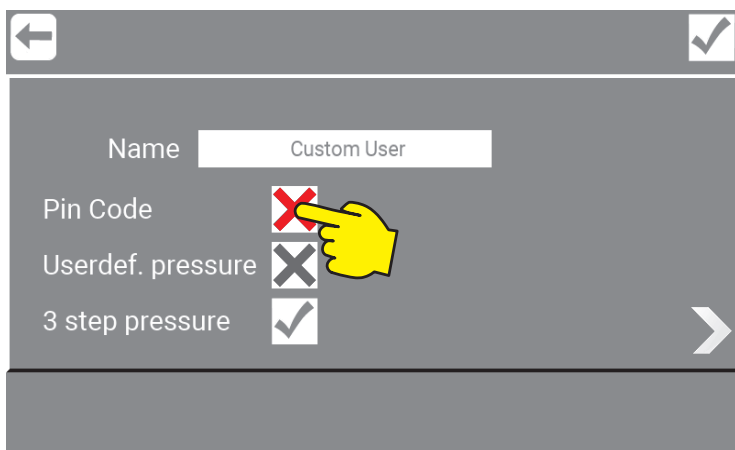 Name
Custom User
Pin Code
Userdef. pressure
3 step pressure